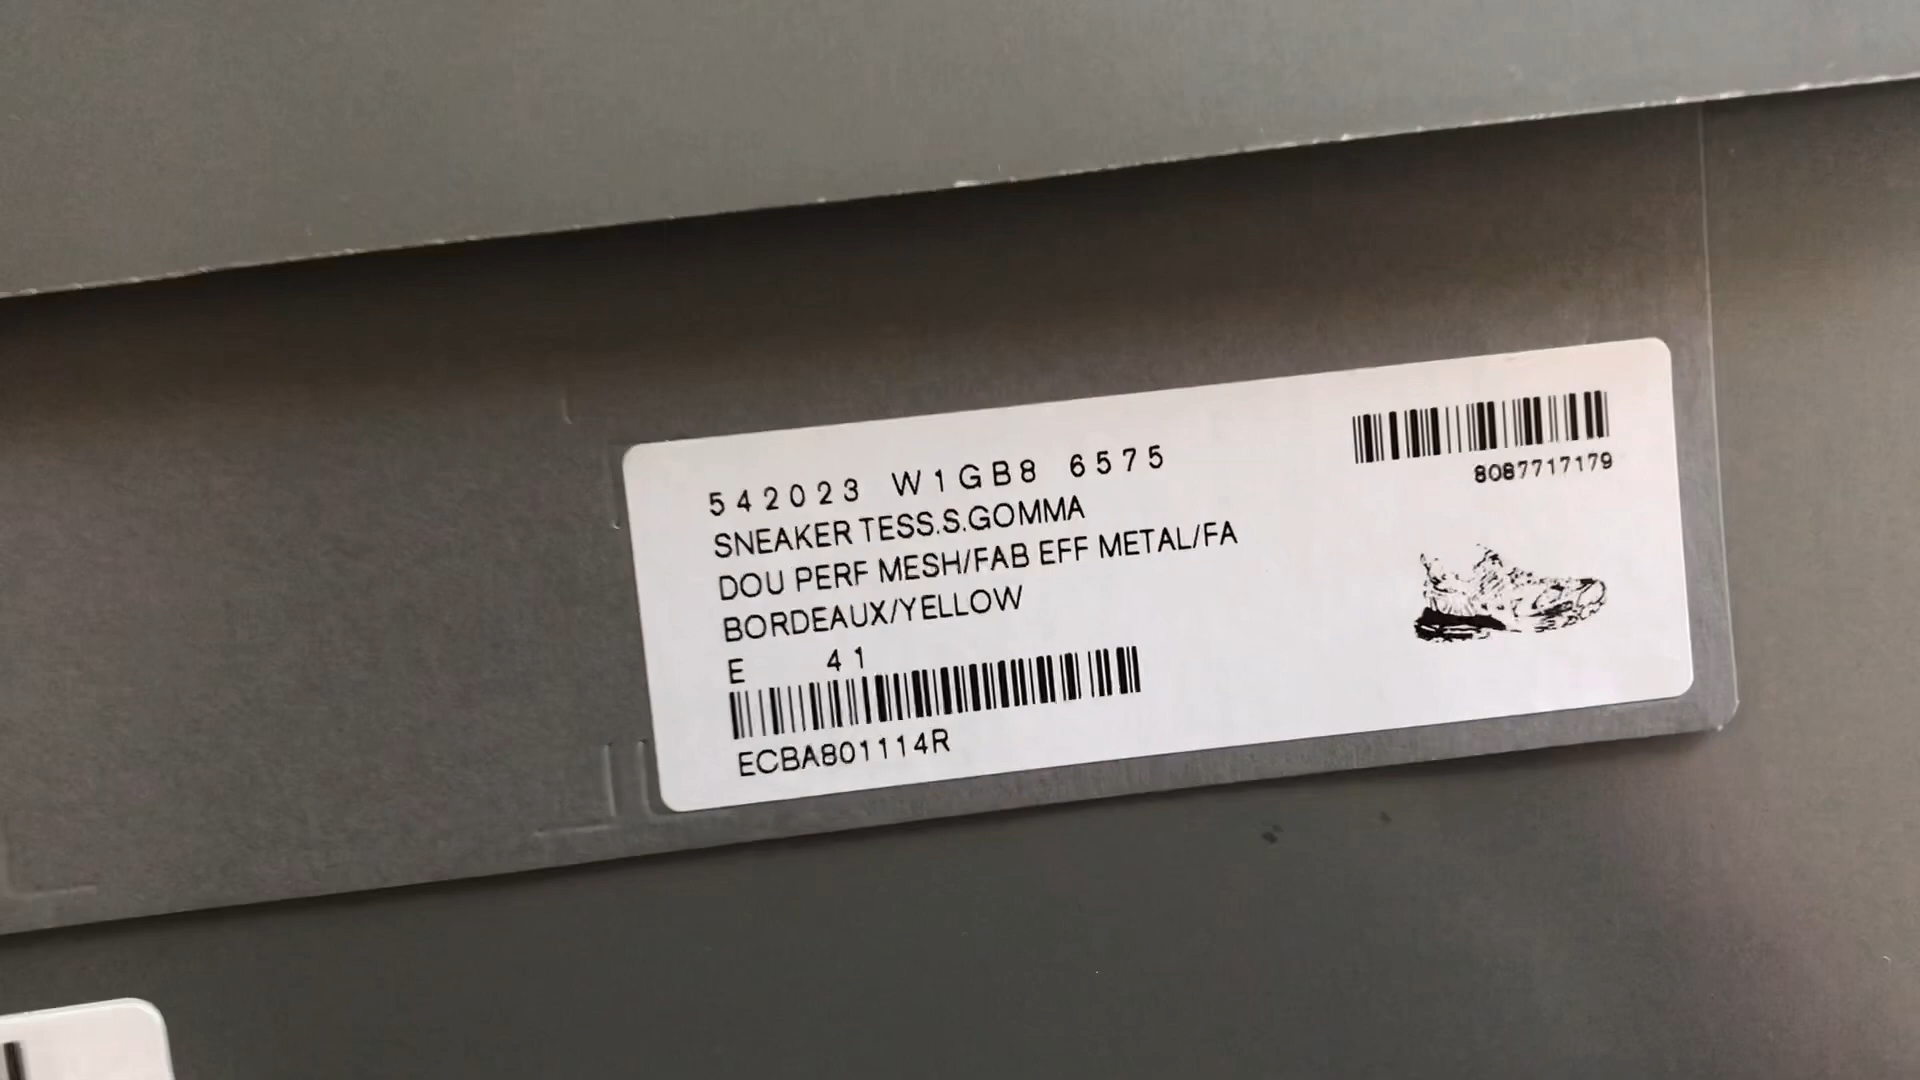 542023 W1GB8 6575
SNEAKER TESS.S.GOMMA
DOU PERF MESH/FAB EFF METAL/FA
BORDEAUX/YELLOW
E 41
ECBA801114R
8087717179